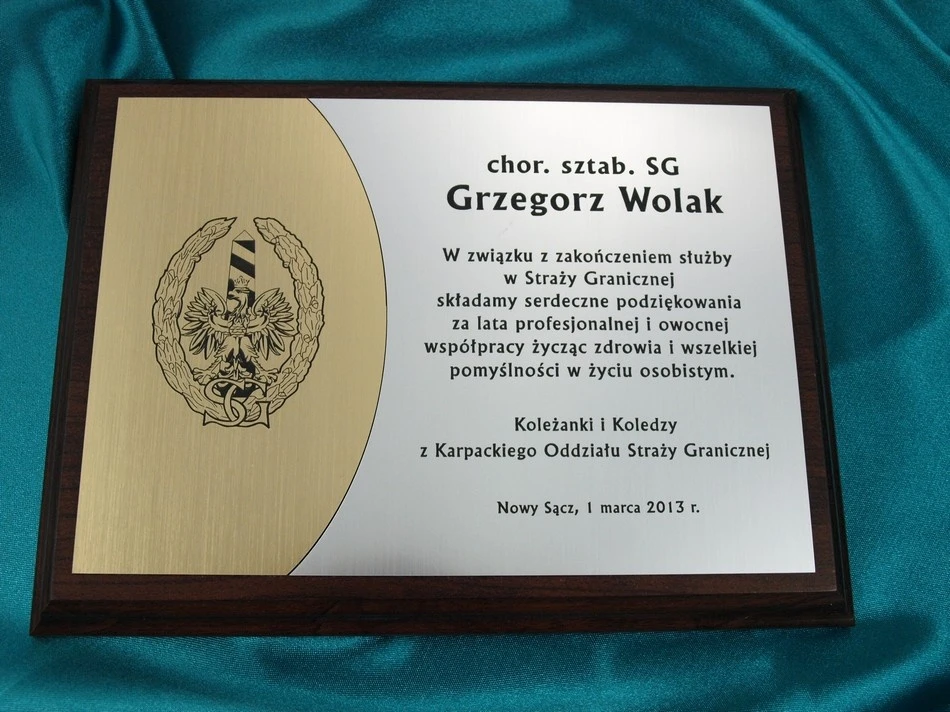 chor. sztab. SG
Grzegorz Wolak
W związku z zakończeniem służby
w Straży Granicznej
składamy serdeczne podziękowania
za lata profesjonalnej i owocnej
współpracy życząc zdrowia i wszelkiej
pomyślności w życiu osobistym.
Koleżanki i Koledzy
z Karpackiego Oddziału Straży Granicznej
Nowy Sącz, 1 marca 2013 r.
SG